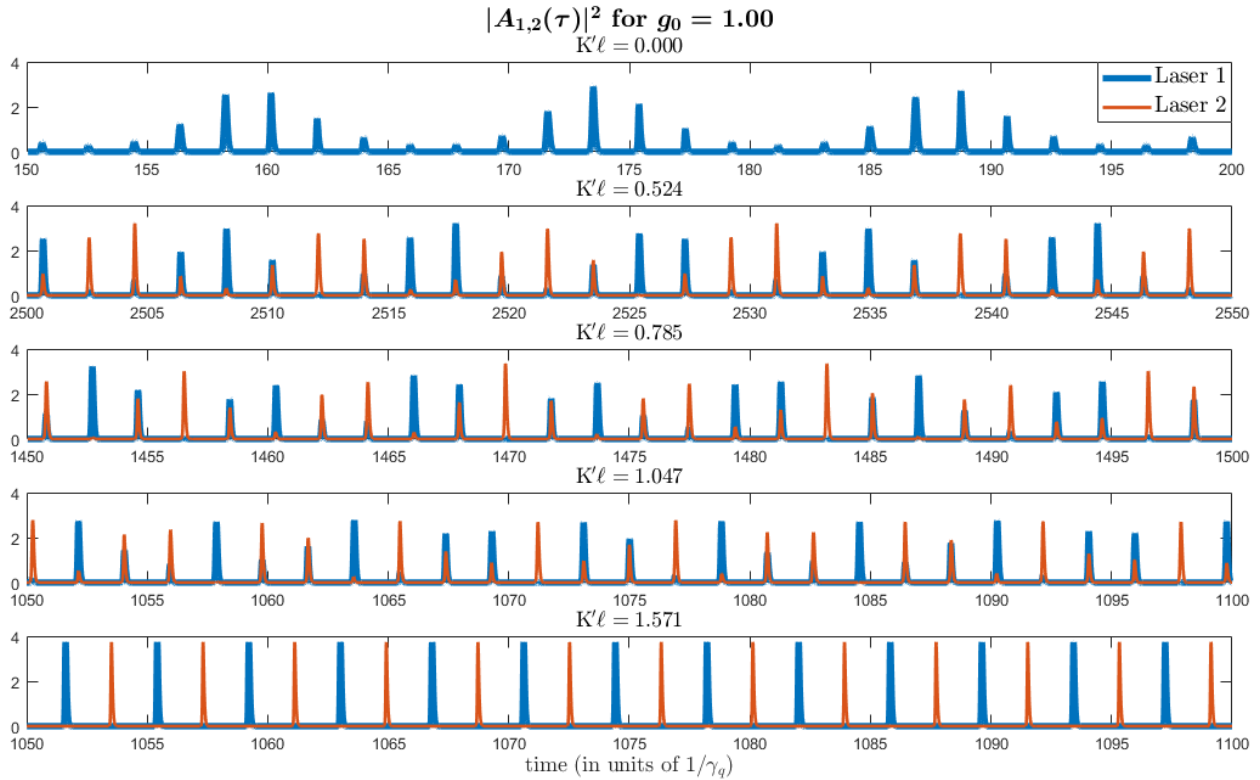 |A₁,₂(τ)|² for g₀ = 1.00
K′ℓ = 0.000
4
2
0
Laser 1
Laser 2
150 155 160 165 170 175 180 185 190 195 200
K′ℓ = 0.524
4
2
0
2500 2505 2510 2515 2520 2525 2530 2535 2540 2545 2550
K′ℓ = 0.785
4
2
0
1450 1455 1460 1465 1470 1475 1480 1485 1490 1495 1500
K′ℓ = 1.047
4
2
0
1050 1055 1060 1065 1070 1075 1080 1085 1090 1095 1100
K′ℓ = 1.571
4
2
0
1050 1055 1060 1065 1070 1075 1080 1085 1090 1095 1100
time (in units of 1/γ_q)